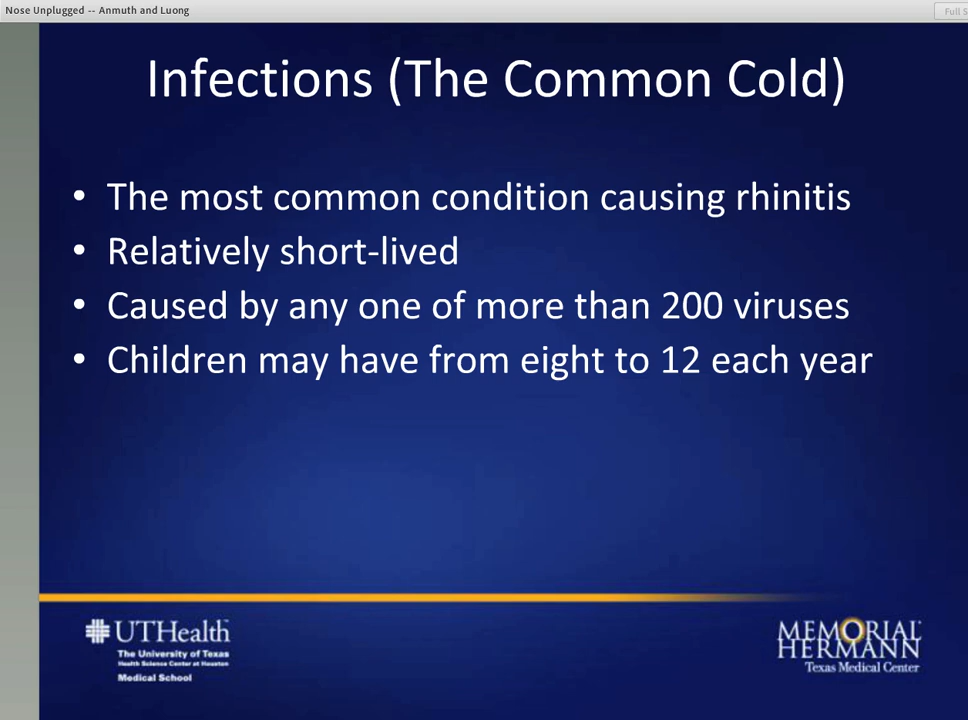 Nose Unplugged -- Anmuth and Luong
Full S
Infections (The Common Cold)
• The most common condition causing rhinitis
• Relatively short-lived
• Caused by any one of more than 200 viruses
• Children may have from eight to 12 each year
UTHealth
The University of Texas
Health Science Center at Houston
Medical School
MEMORIAL
HERMANN
Texas Medical Center